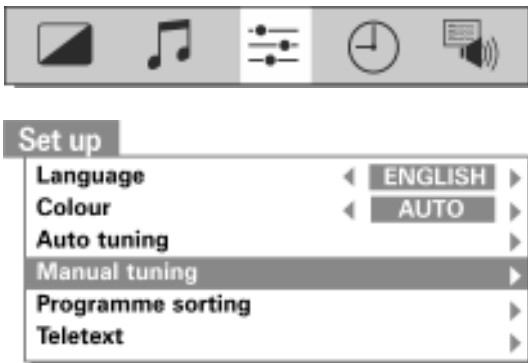 Set up
Language ENGLISH
Colour AUTO
Auto tuning
Manual tuning
Programme sorting
Teletext